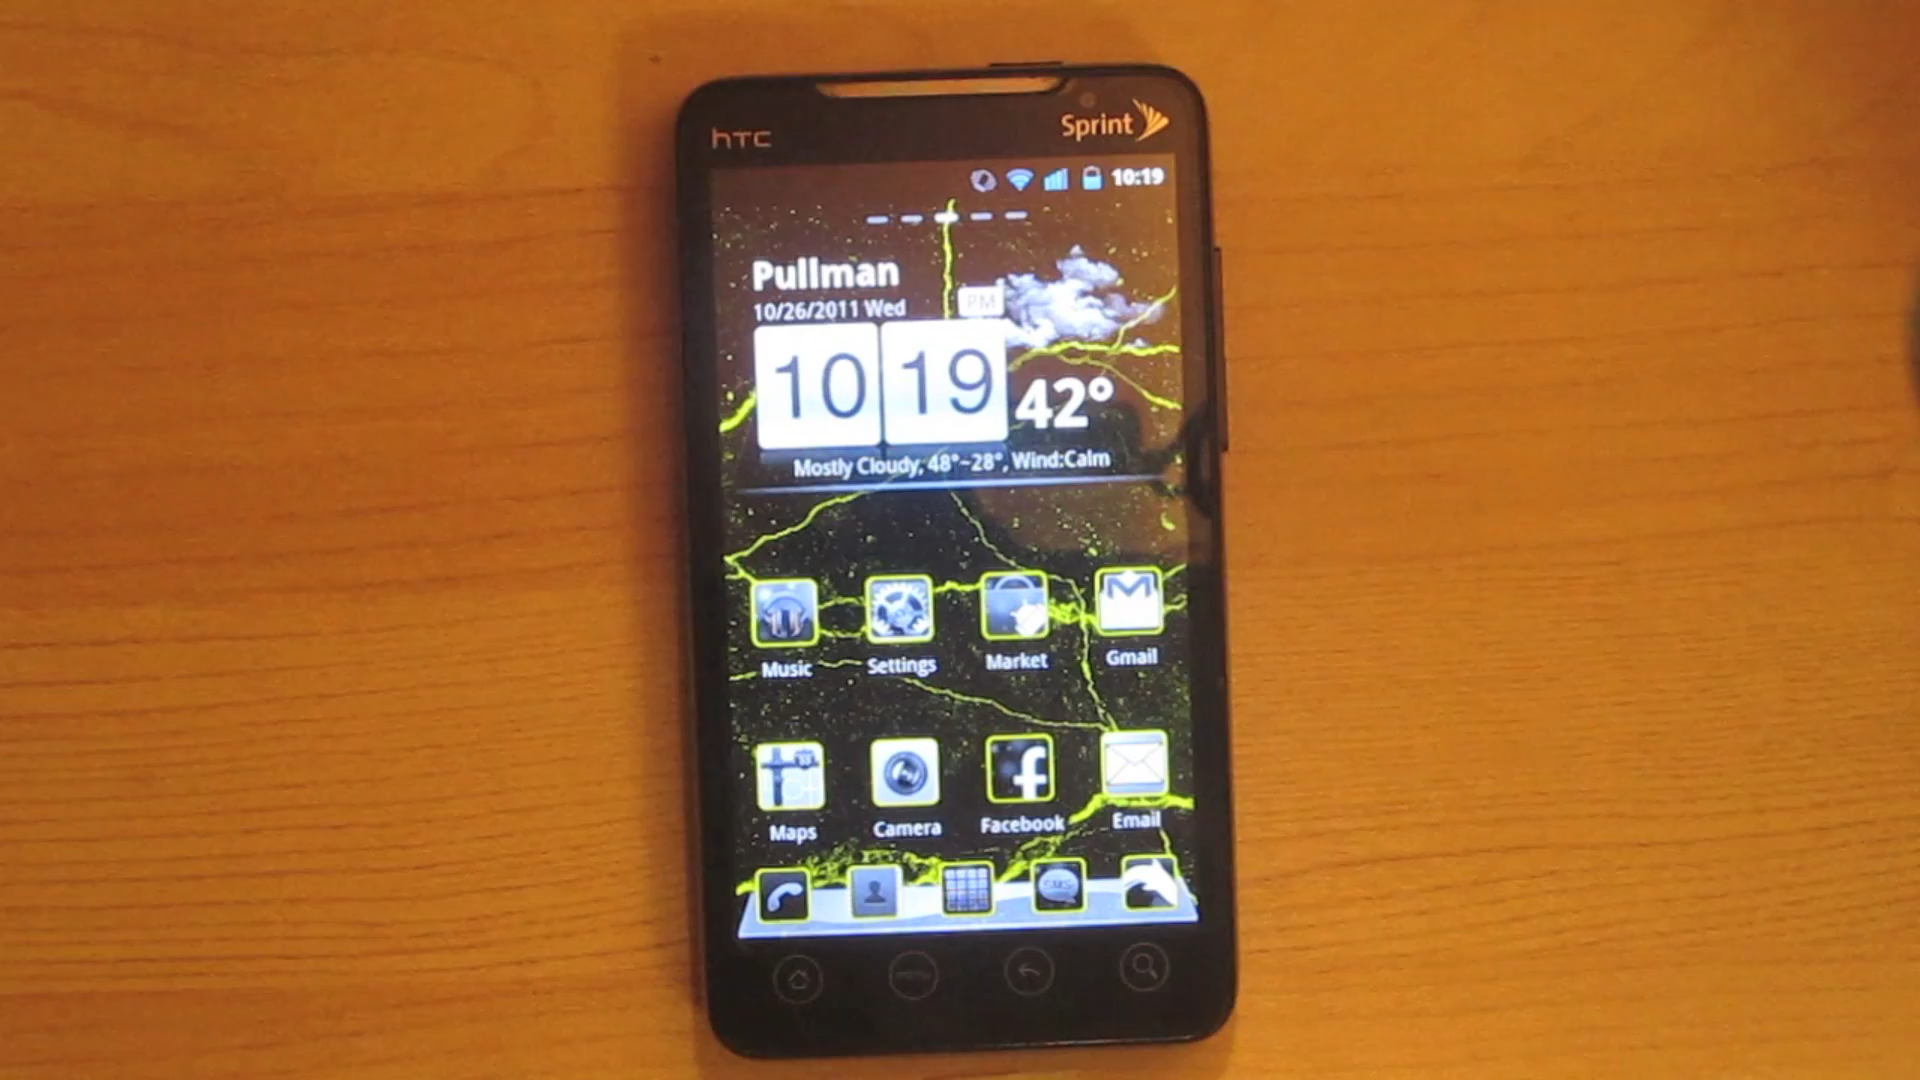 hTC
Sprint
10:19
Pullman
10/26/2011 Wed
PM
10 19
42°
Mostly Cloudy, 48°~28°, Wind:Calm
Music Settings Market Gmail
Maps Camera Facebook Email
SMS